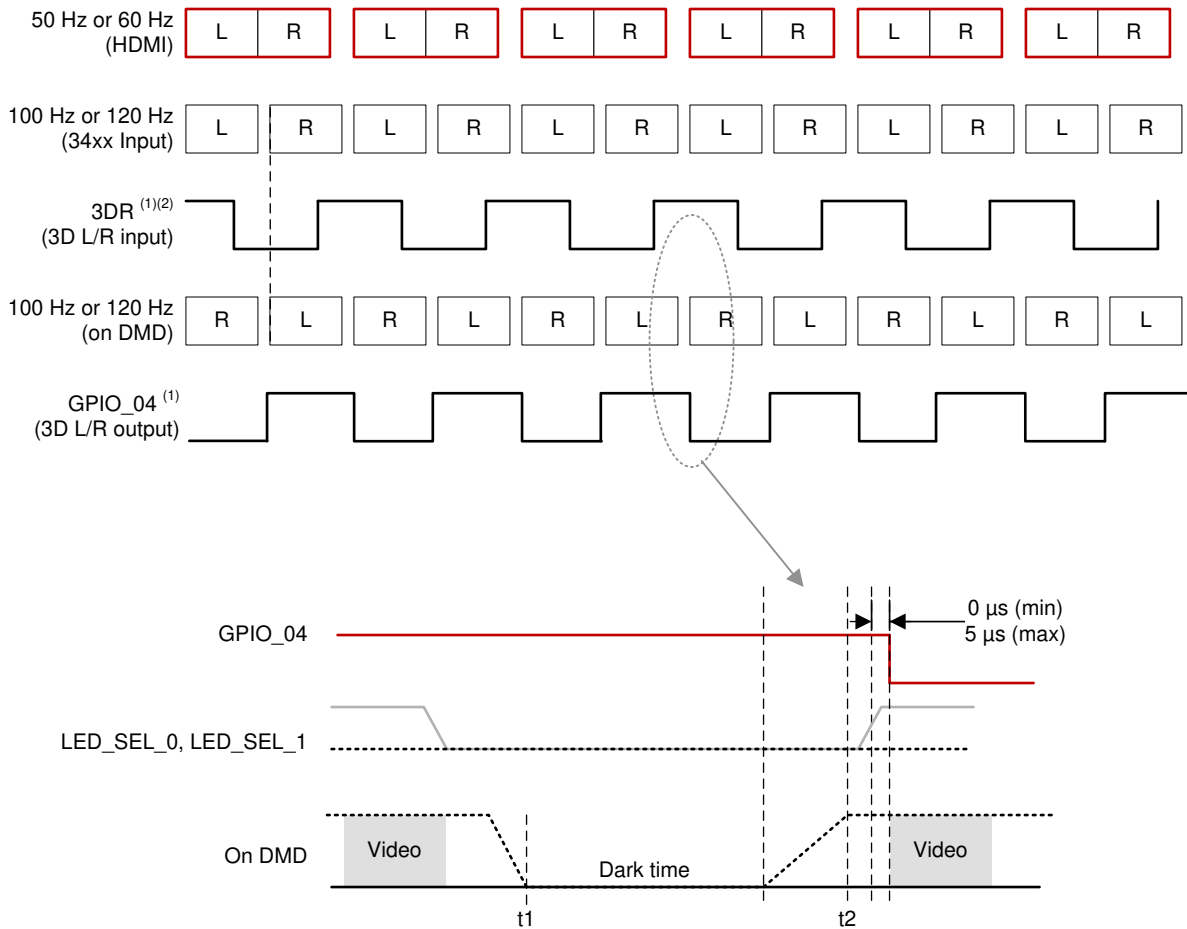 50 Hz or 60 Hz
(HDMI)
L R L R L R L R L R L R
100 Hz or 120 Hz
(34xx Input)
L R L R L R L R L R L R
3DR (1)(2)
(3D L/R input)
100 Hz or 120 Hz
(on DMD)
R L R L R L R L R L R L
GPIO_04 (1)
(3D L/R output)
0 µs (min)
5 µs (max)
GPIO_04
LED_SEL_0, LED_SEL_1
On DMD
Video
Dark time
Video
t1
t2